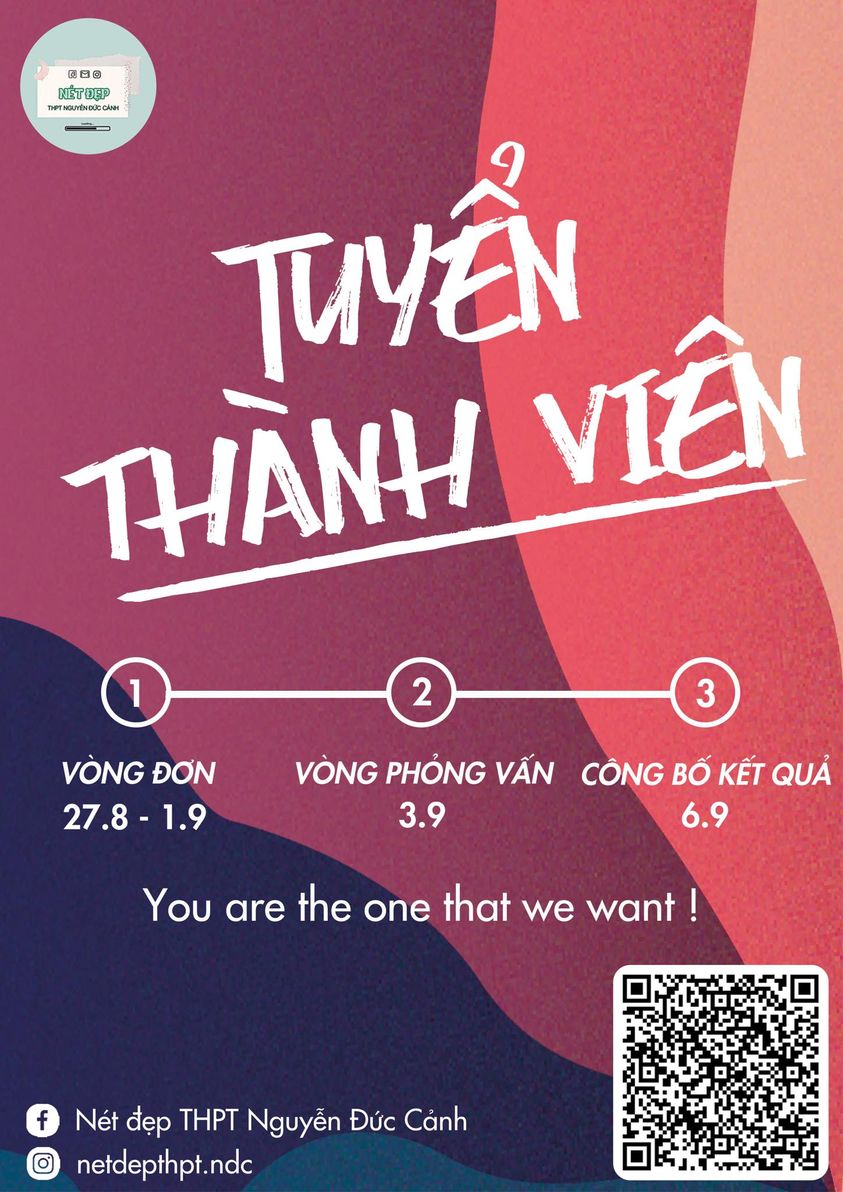 NÉT ĐẸP
THPT NGUYỄN ĐỨC CẢNH
TUYỂN
THÀNH VIÊN
1
2
3
VÒNG ĐƠN
VÒNG PHỎNG VẤN
CÔNG BỐ KẾT QUẢ
27.8 - 1.9
3.9
6.9
You are the one that we want !
Nét đẹp THPT Nguyễn Đức Cảnh
netdepthpt.ndc